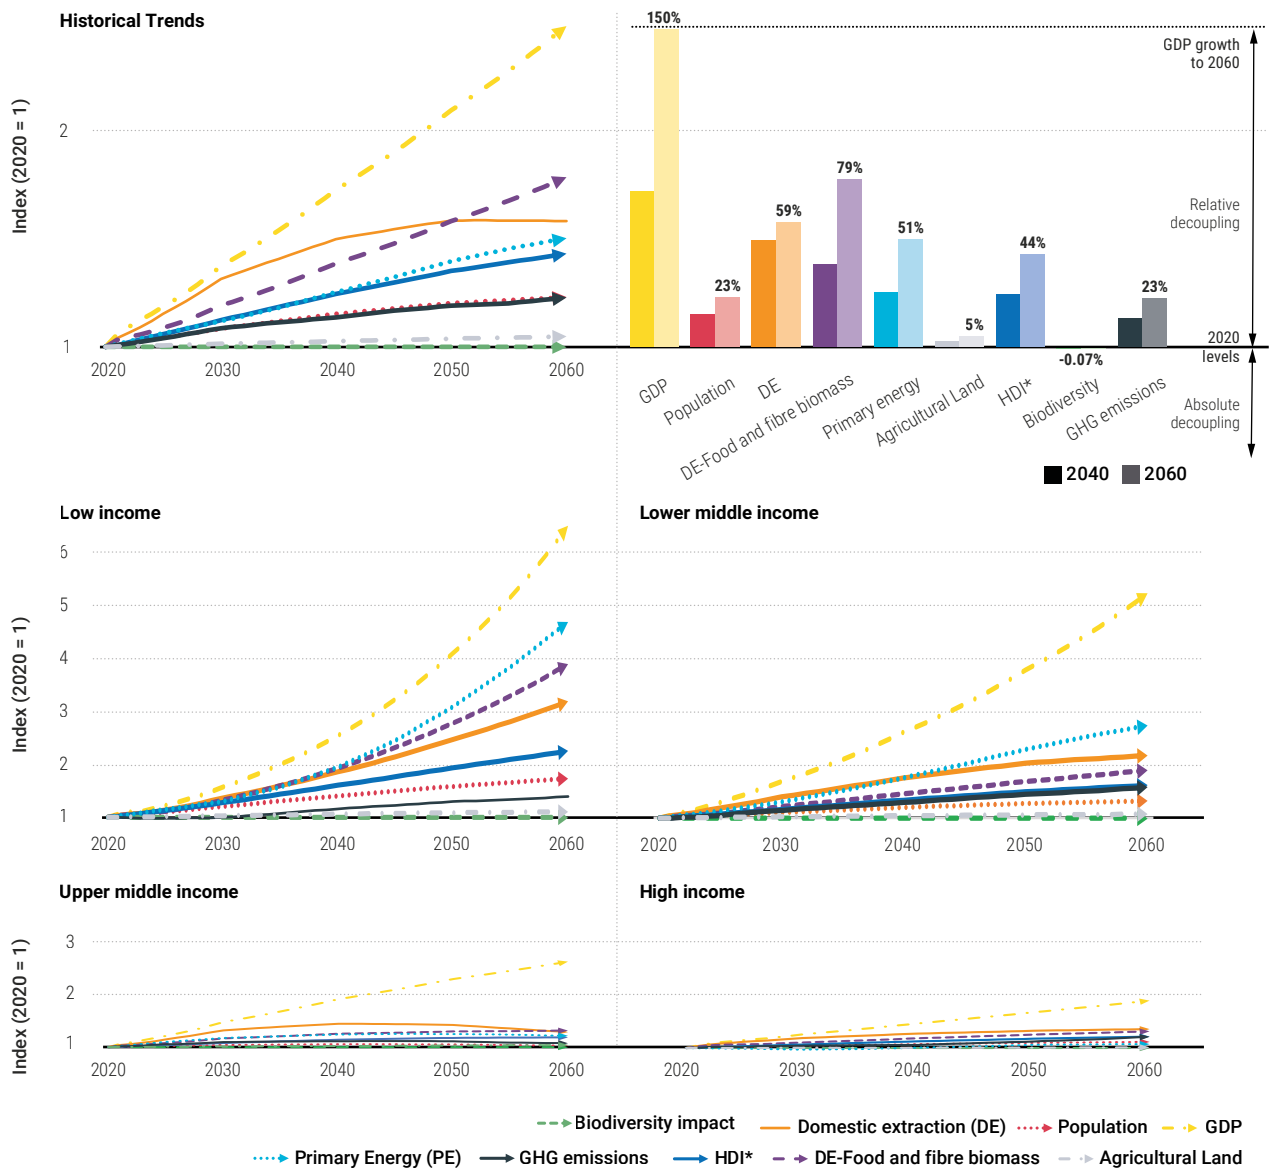 Historical Trends
150%
GDP growth
to 2060
Index (2020 = 1)
2
79%
59%
51%
Relative
decoupling
44%
23%
23%
5%
2020
levels
1
-0.07%
2020
2030
2040
2050
2060
GDP
Population
DE
DE-Food and fibre biomass
Primary energy
Agricultural Land
HDI*
Biodiversity
GHG emissions
Absolute
decoupling
2040
2060
Low income
Lower middle income
Index (2020 = 1)
6
5
4
3
2
1
2020
2030
2040
2050
2060
2020
2030
2040
2050
2060
Upper middle income
High income
Index (2020 = 1)
3
2
1
2020
2030
2040
2050
2060
2020
2030
2040
2050
2060
Biodiversity impact
Domestic extraction (DE)
Population
GDP
Primary Energy (PE)
GHG emissions
HDI*
DE-Food and fibre biomass
Agricultural Land